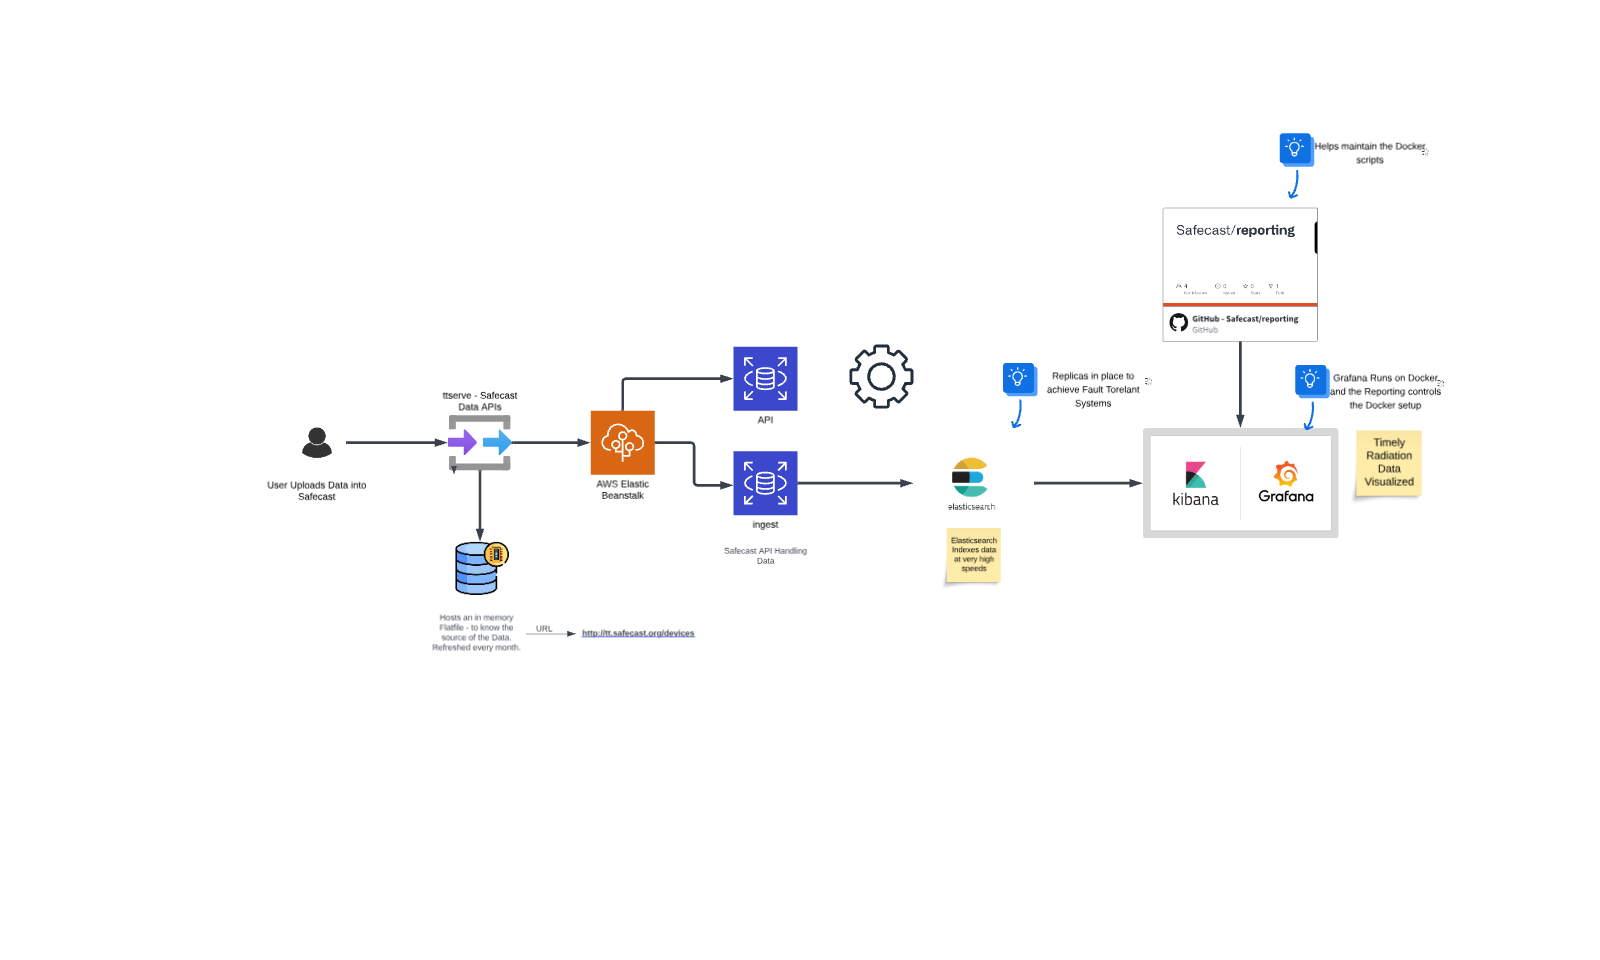 Helps maintain the Docker
scripts
Safecast/reporting
4
0
0
1
GitHub - Safecast/reporting
GitHub
Replicas in place to
achieve Fault Torelant
Systems
Grafana Runs on Docker
and the Reporting controls
the Docker setup
ttserve - Safecast
Data APIs
API
User Uploads Data into
Safecast
AWS Elastic
Beanstalk
ingest
Safecast API Handling
Data
elasticsearch
Elasticsearch
Indexes data
at very high
speeds
kibana
Grafana
Timely
Radiation
Data
Visualized
Hosts an in memory
Flatfile - to know the
source of the Data.
Refreshed every month.
URL
http://tt.safecast.org/devices